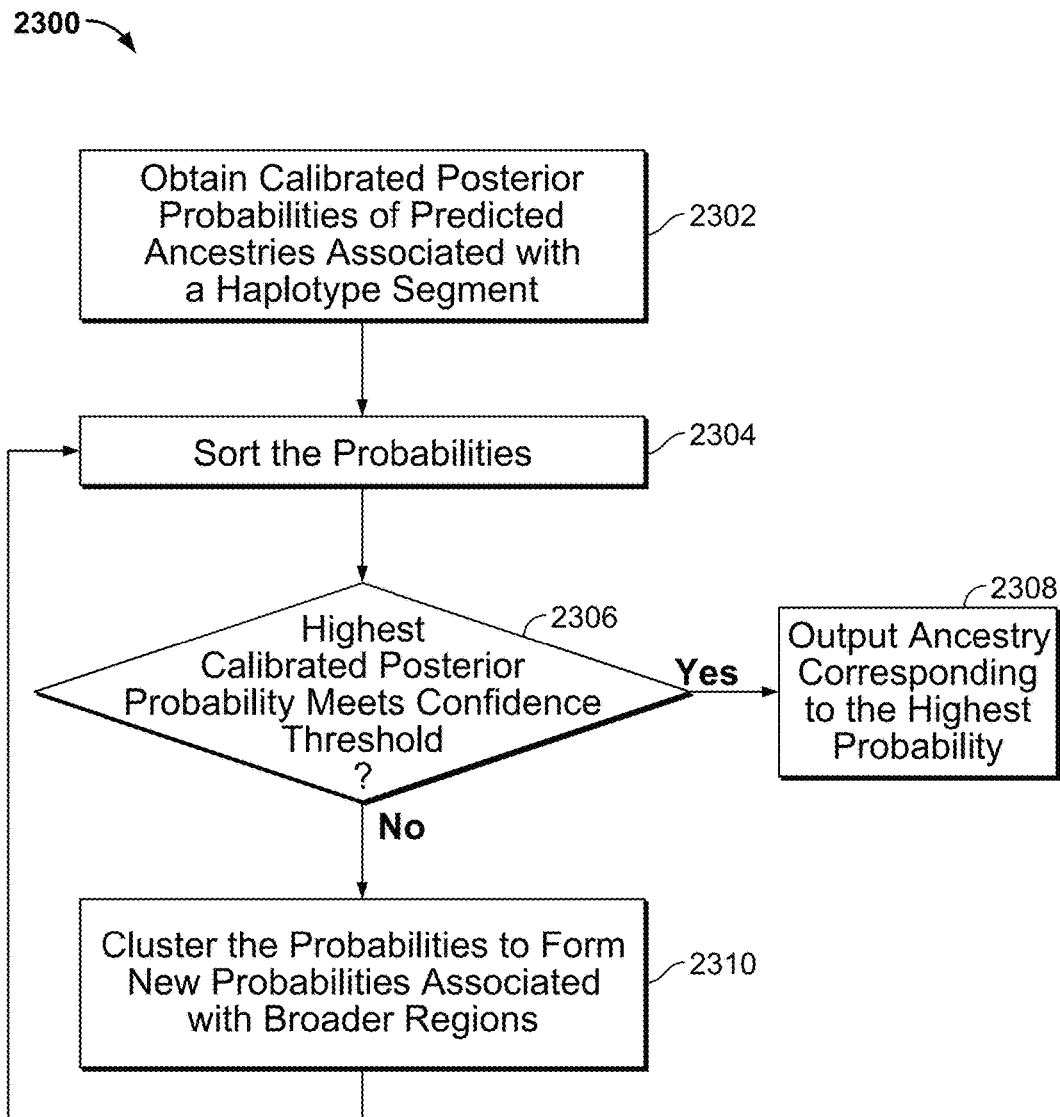 2300
Obtain Calibrated Posterior
Probabilities of Predicted
Ancestries Associated with
a Haplotype Segment
2302
Sort the Probabilities
2304
Highest
Calibrated Posterior
Probability Meets Confidence
Threshold
?
2306
Yes
2308
Output Ancestry
Corresponding
to the Highest
Probability
No
Cluster the Probabilities to Form
New Probabilities Associated
with Broader Regions
2310